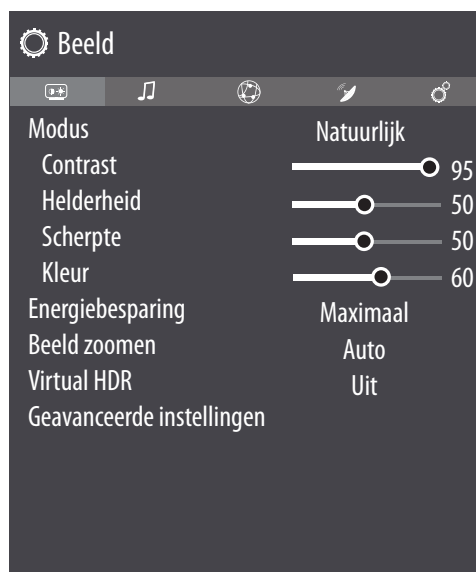 Beeld
Modus Natuurlijk
Contrast 95
Helderheid 50
Scherpte 50
Kleur 60
Energiebesparing Maximaal
Beeld zoomen Auto
Virtual HDR Uit
Geavanceerde instellingen